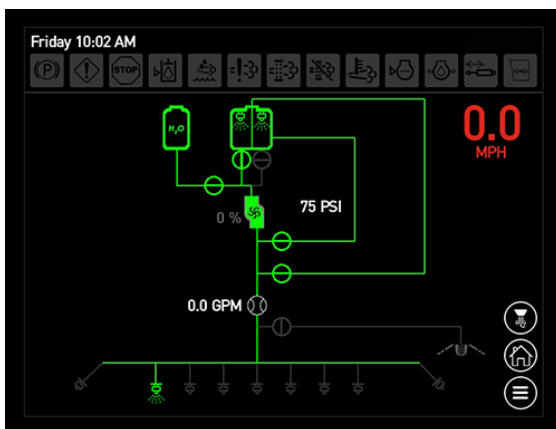 Friday 10:02 AM
(P)
STOP
H₂O
0.0
MPH
0 %
75 PSI
0.0 GPM